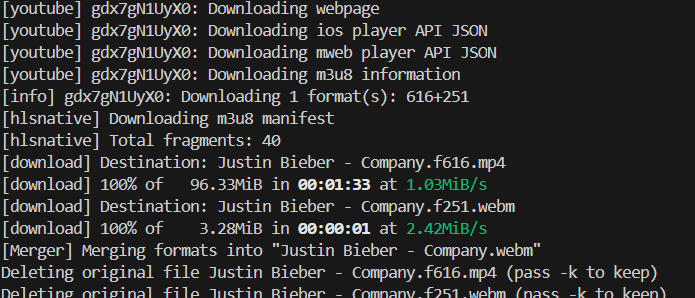 [youtube] gdx7gN1UyX0: Downloading webpage
[youtube] gdx7gN1UyX0: Downloading ios player API JSON
[youtube] gdx7gN1UyX0: Downloading mweb player API JSON
[youtube] gdx7gN1UyX0: Downloading m3u8 information
[info] gdx7gN1UyX0: Downloading 1 format(s): 616+251
[hlsnative] Downloading m3u8 manifest
[hlsnative] Total fragments: 40
[download] Destination: Justin Bieber - Company.f616.mp4
[download] 100% of   96.33MiB in 00:01:33 at 1.03MiB/s
[download] Destination: Justin Bieber - Company.f251.webm
[download] 100% of    3.28MiB in 00:00:01 at 2.42MiB/s
[Merger] Merging formats into "Justin Bieber - Company.webm"
Deleting original file Justin Bieber - Company.f616.mp4 (pass -k to keep)
Deleting original file Justin Bieber - Company.f251.webm (pass -k to keep)